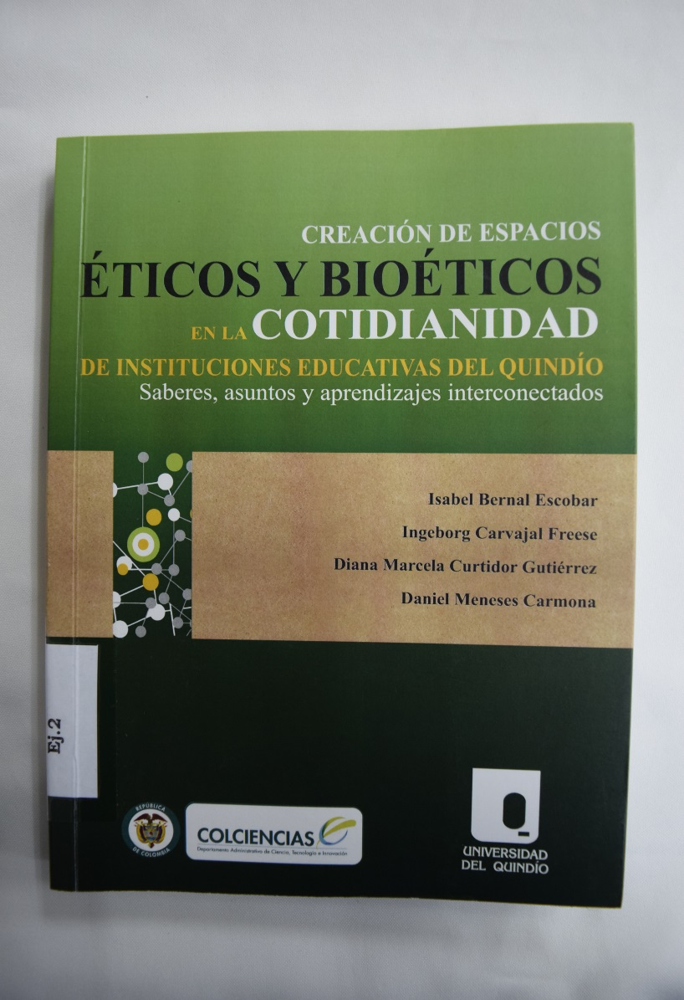 CREACIÓN DE ESPACIOS
ÉTICOS Y BIOÉTICOS
EN LA COTIDIANIDAD
DE INSTITUCIONES EDUCATIVAS DEL QUINDÍO
Saberes, asuntos y aprendizajes interconectados
Isabel Bernal Escobar
Ingeborg Carvajal Freese
Diana Marcela Curtidor Gutiérrez
Daniel Meneses Carmona
Ej.2
REPÚBLICA
DE COLOMBIA
COLCIENCIAS
Departamento Administrativo de Ciencia, Tecnología e Innovación
UNIVERSIDAD
DEL QUINDÍO